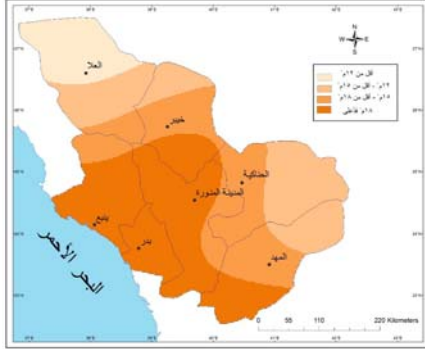 N
W E
S
العلا
أقل من ١٢م°
١٢م° - أقل من ١٥م°
١٥م° - أقل من ١٨م°
١٨م° فأعلى
خيبر
الحناكية
المدينة المنورة
ينبع
بدر
المهد
البحر الأحمر
0 55 110 220 Kilometers